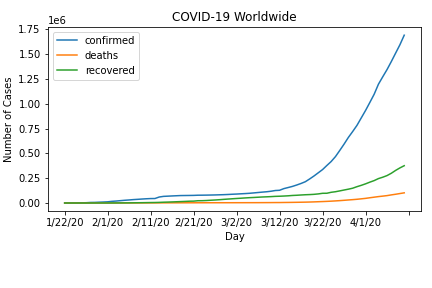 COVID-19 Worldwide
1e6
confirmed
deaths
recovered
1.75
1.50
1.25
1.00
0.75
0.50
0.25
0.00
Number of Cases
1/22/20 2/1/20 2/11/20 2/21/20 3/2/20 3/12/20 3/22/20 4/1/20
Day